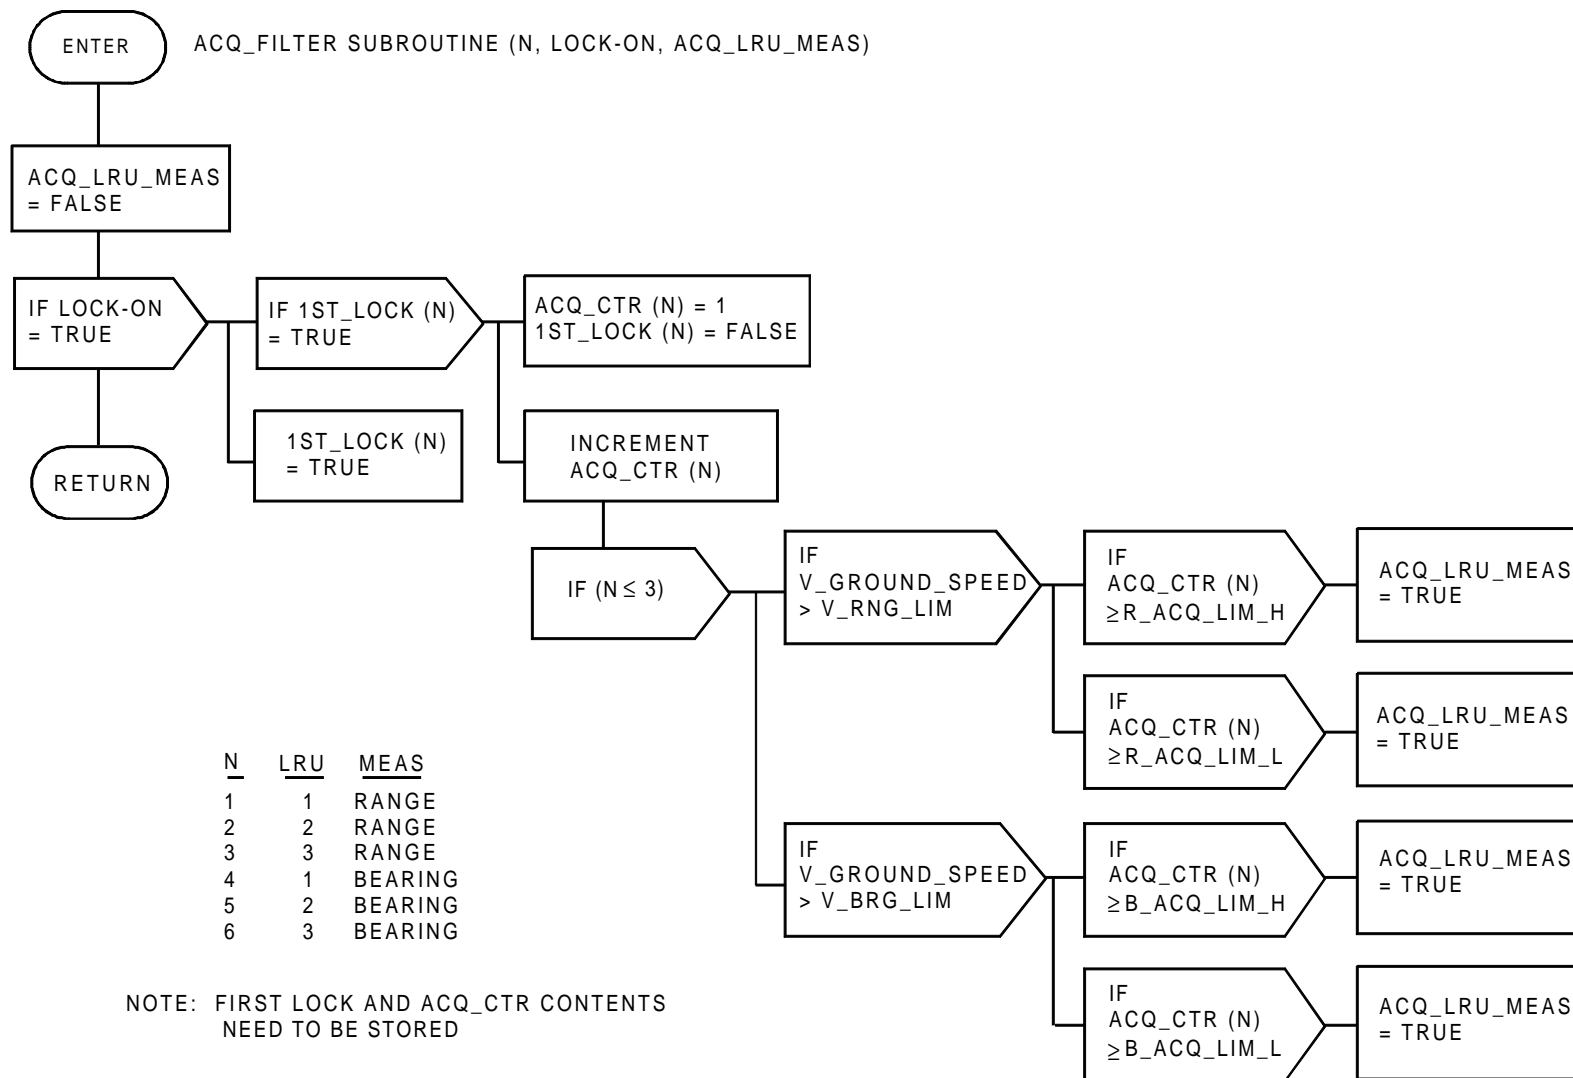 ENTER
ACQ_FILTER SUBROUTINE (N, LOCK-ON, ACQ_LRU_MEAS)
ACQ_LRU_MEAS
= FALSE
IF LOCK-ON
= TRUE
IF 1ST_LOCK (N)
= TRUE
ACQ_CTR (N) = 1
1ST_LOCK (N) = FALSE
1ST_LOCK (N)
= TRUE
INCREMENT
ACQ_CTR (N)
RETURN
IF (N ≤ 3)
IF
V_GROUND_SPEED
> V_RNG_LIM
IF
ACQ_CTR (N)
≥R_ACQ_LIM_H
ACQ_LRU_MEAS
= TRUE
IF
ACQ_CTR (N)
≥R_ACQ_LIM_L
ACQ_LRU_MEAS
= TRUE
IF
V_GROUND_SPEED
> V_BRG_LIM
IF
ACQ_CTR (N)
≥B_ACQ_LIM_H
ACQ_LRU_MEAS
= TRUE
IF
ACQ_CTR (N)
≥B_ACQ_LIM_L
ACQ_LRU_MEAS
= TRUE
N LRU MEAS
1 1 RANGE
2 2 RANGE
3 3 RANGE
4 1 BEARING
5 2 BEARING
6 3 BEARING
NOTE: FIRST LOCK AND ACQ_CTR CONTENTS
NEED TO BE STORED